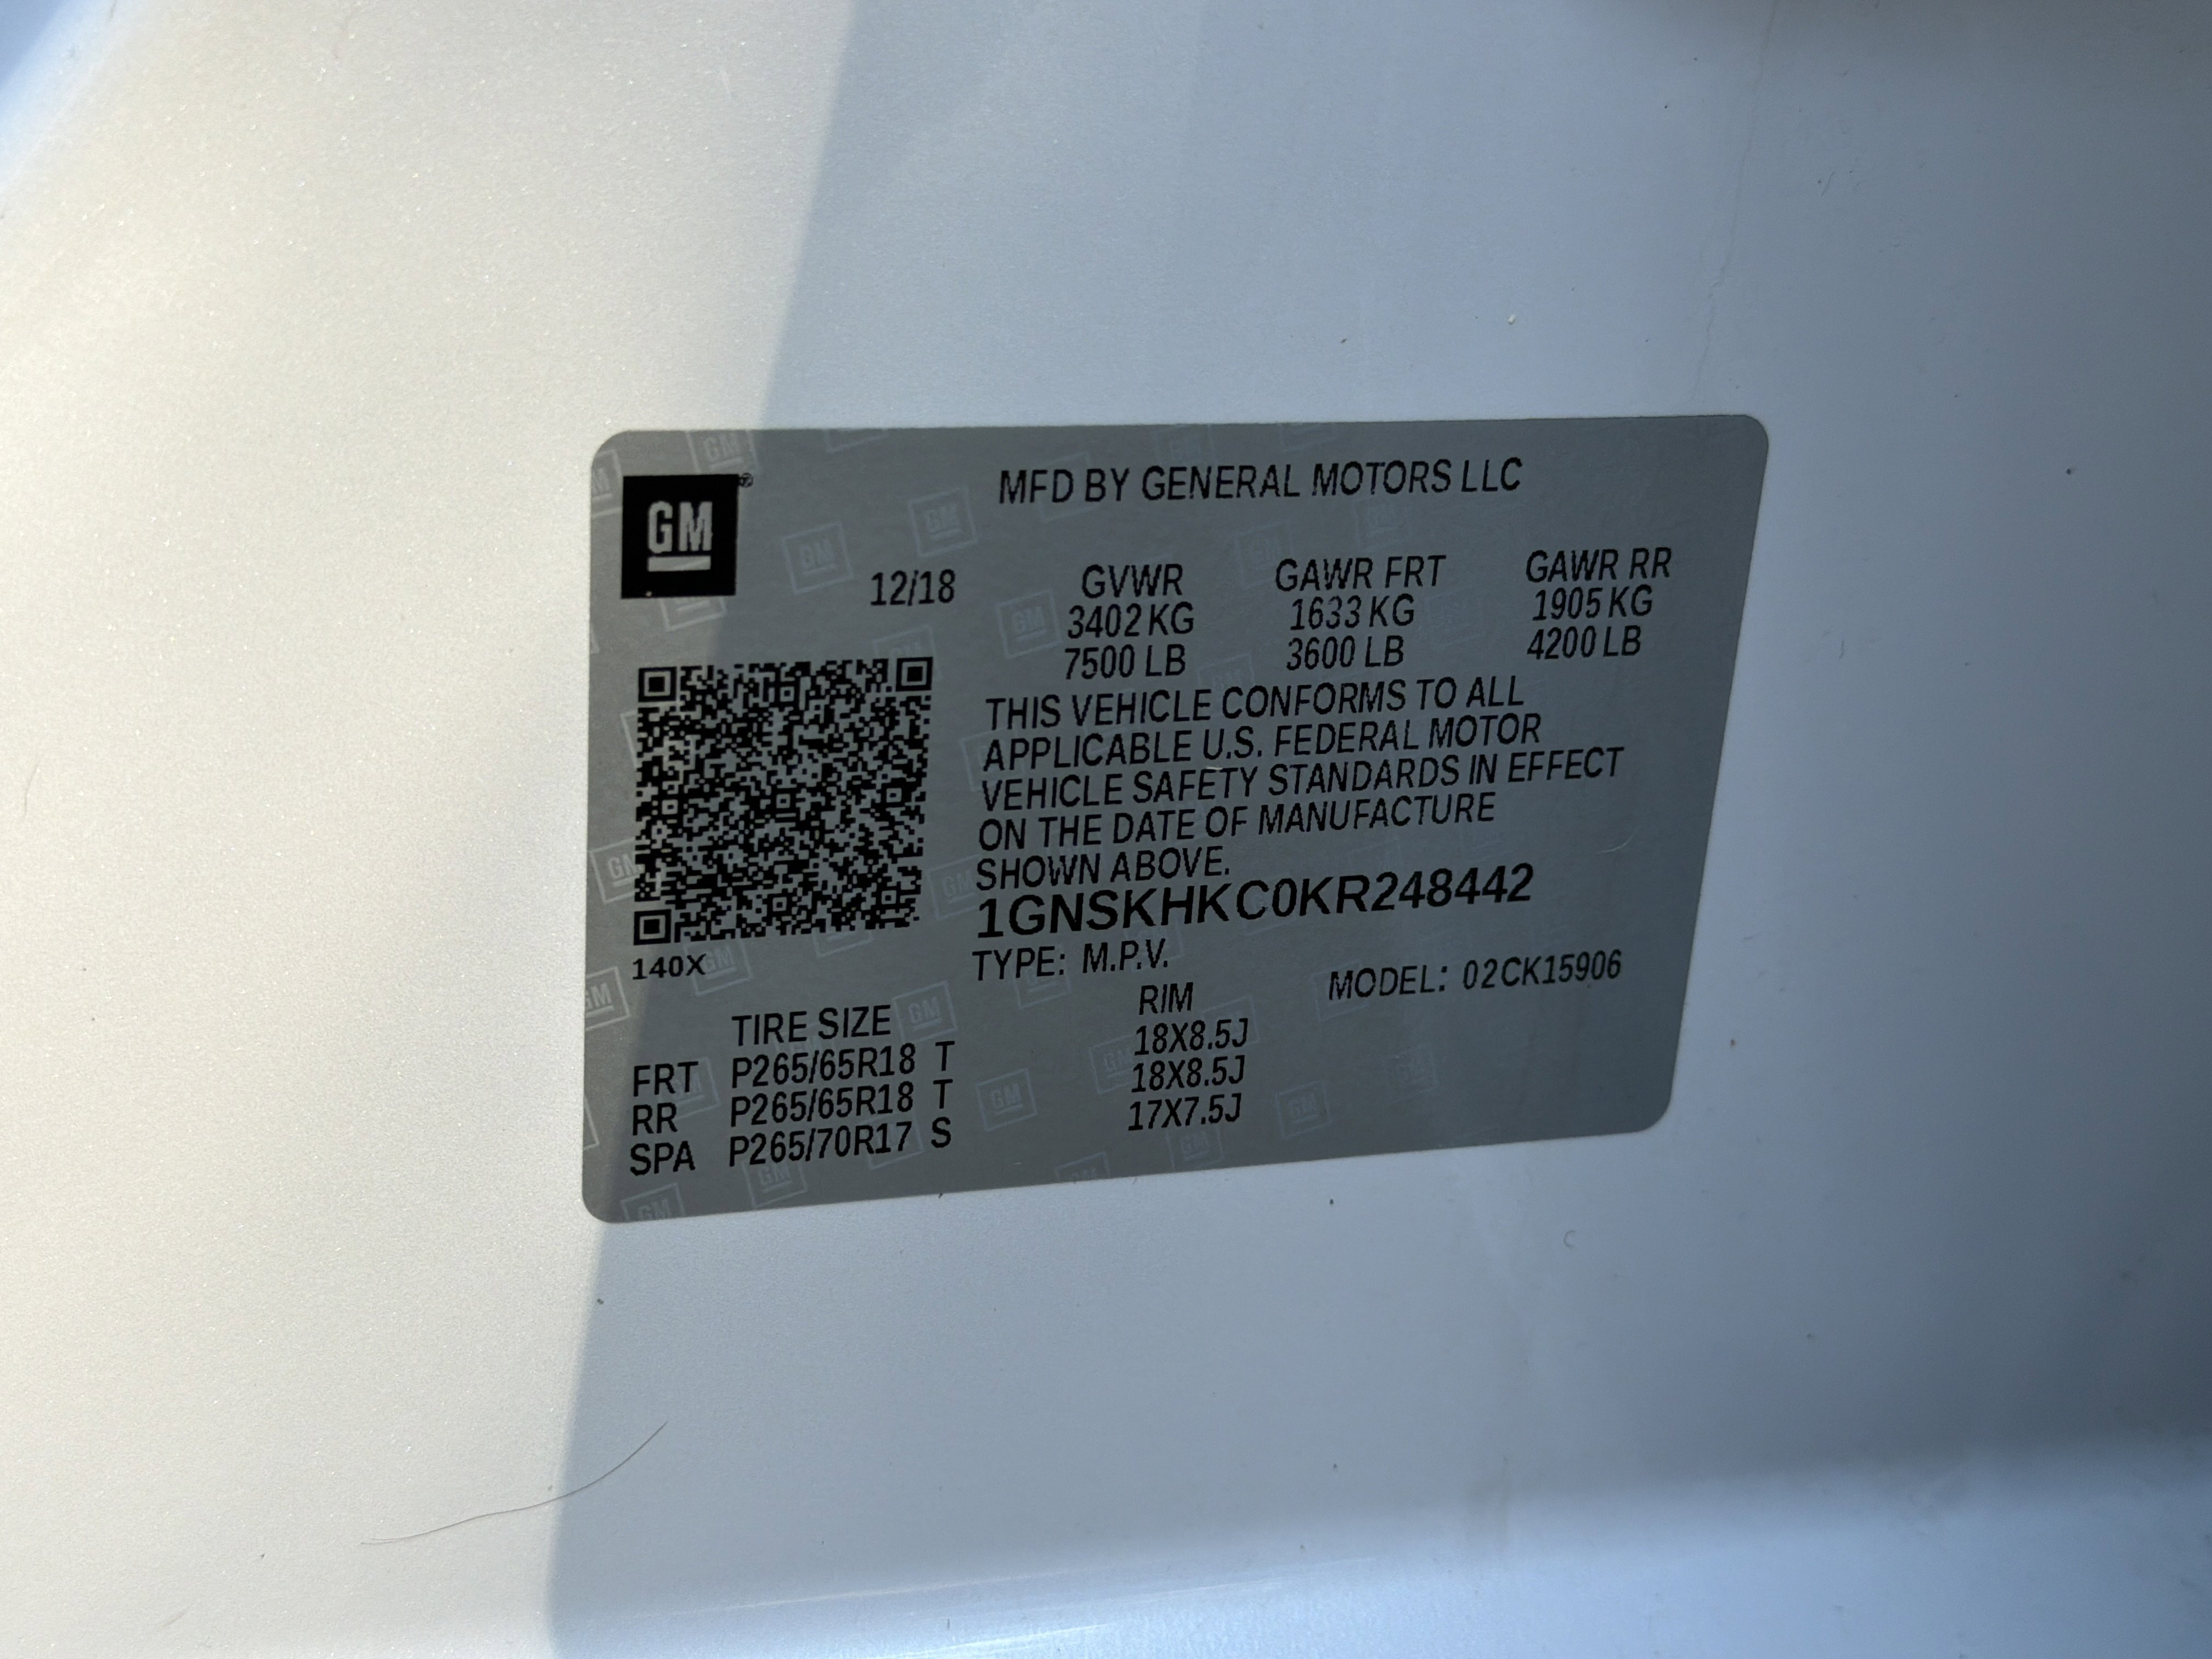 GM
MFD BY GENERAL MOTORS LLC
12/18
GVWR GAWR FRT GAWR RR
3402 KG 1633 KG 1905 KG
7500 LB 3600 LB 4200 LB
THIS VEHICLE CONFORMS TO ALL
APPLICABLE U.S. FEDERAL MOTOR
VEHICLE SAFETY STANDARDS IN EFFECT
ON THE DATE OF MANUFACTURE
SHOWN ABOVE.
1GNSKHKC0KR248442
140X
TYPE: M.P.V. MODEL: 02CK15906
TIRE SIZE RIM
FRT P265/65R18 T 18X8.5J
RR P265/65R18 T 18X8.5J
SPA P265/70R17 S 17X7.5J